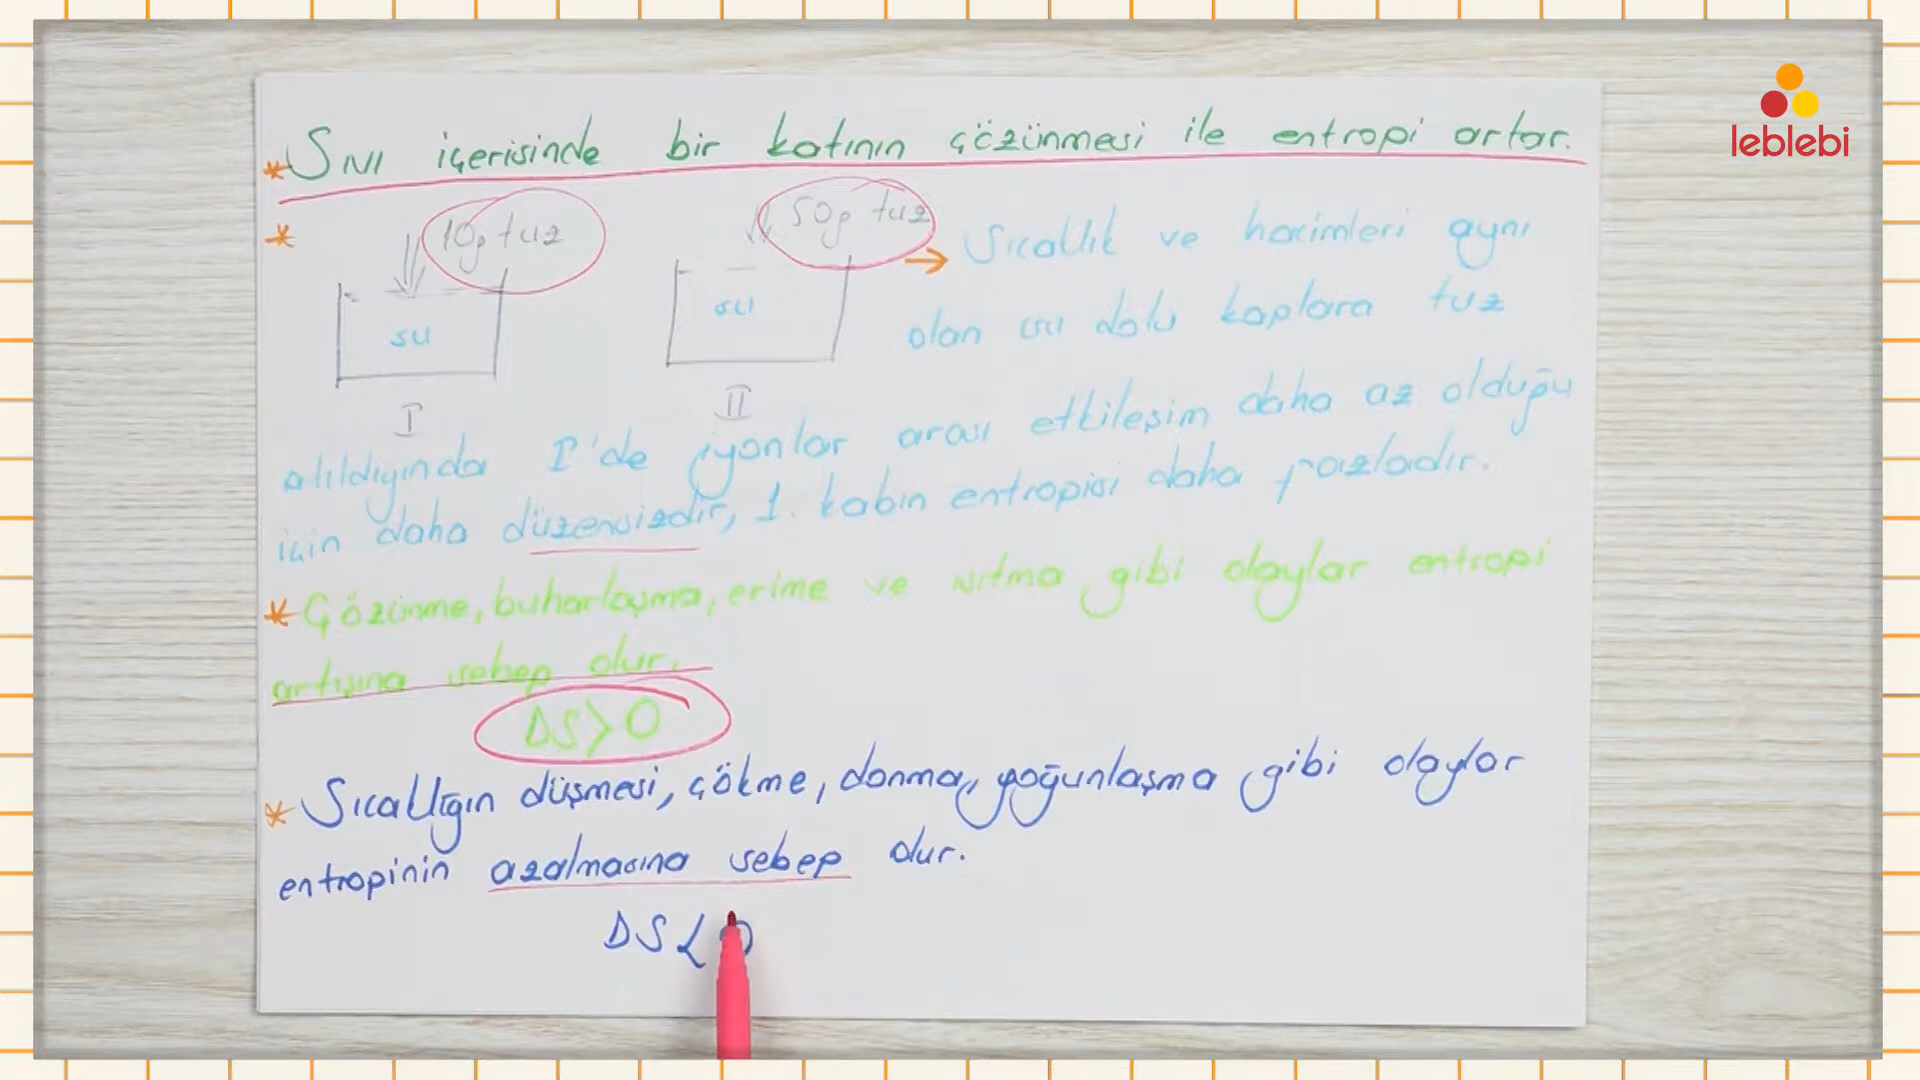 leblebi
* Sıvı içerisinde bir katının çözünmesi ile entropi artar.
*
10g tuz
50g tuz
su
su
I
II
→ Sıcaklık ve hacimleri aynı
olan su dolu kaplara tuz
atıldığında I'de iyonlar arası etkileşim daha az olduğu
için daha düzensizdir, 1. kabın entropisi daha fazladır.
* Çözünme, buharlaşma, erime ve ısıtma gibi olaylar entropi
artışına sebep olur.
ΔS>0
* Sıcaklığın düşmesi, çökme, donma, yoğunlaşma gibi olaylar
entropinin azalmasına sebep olur.
ΔS<0